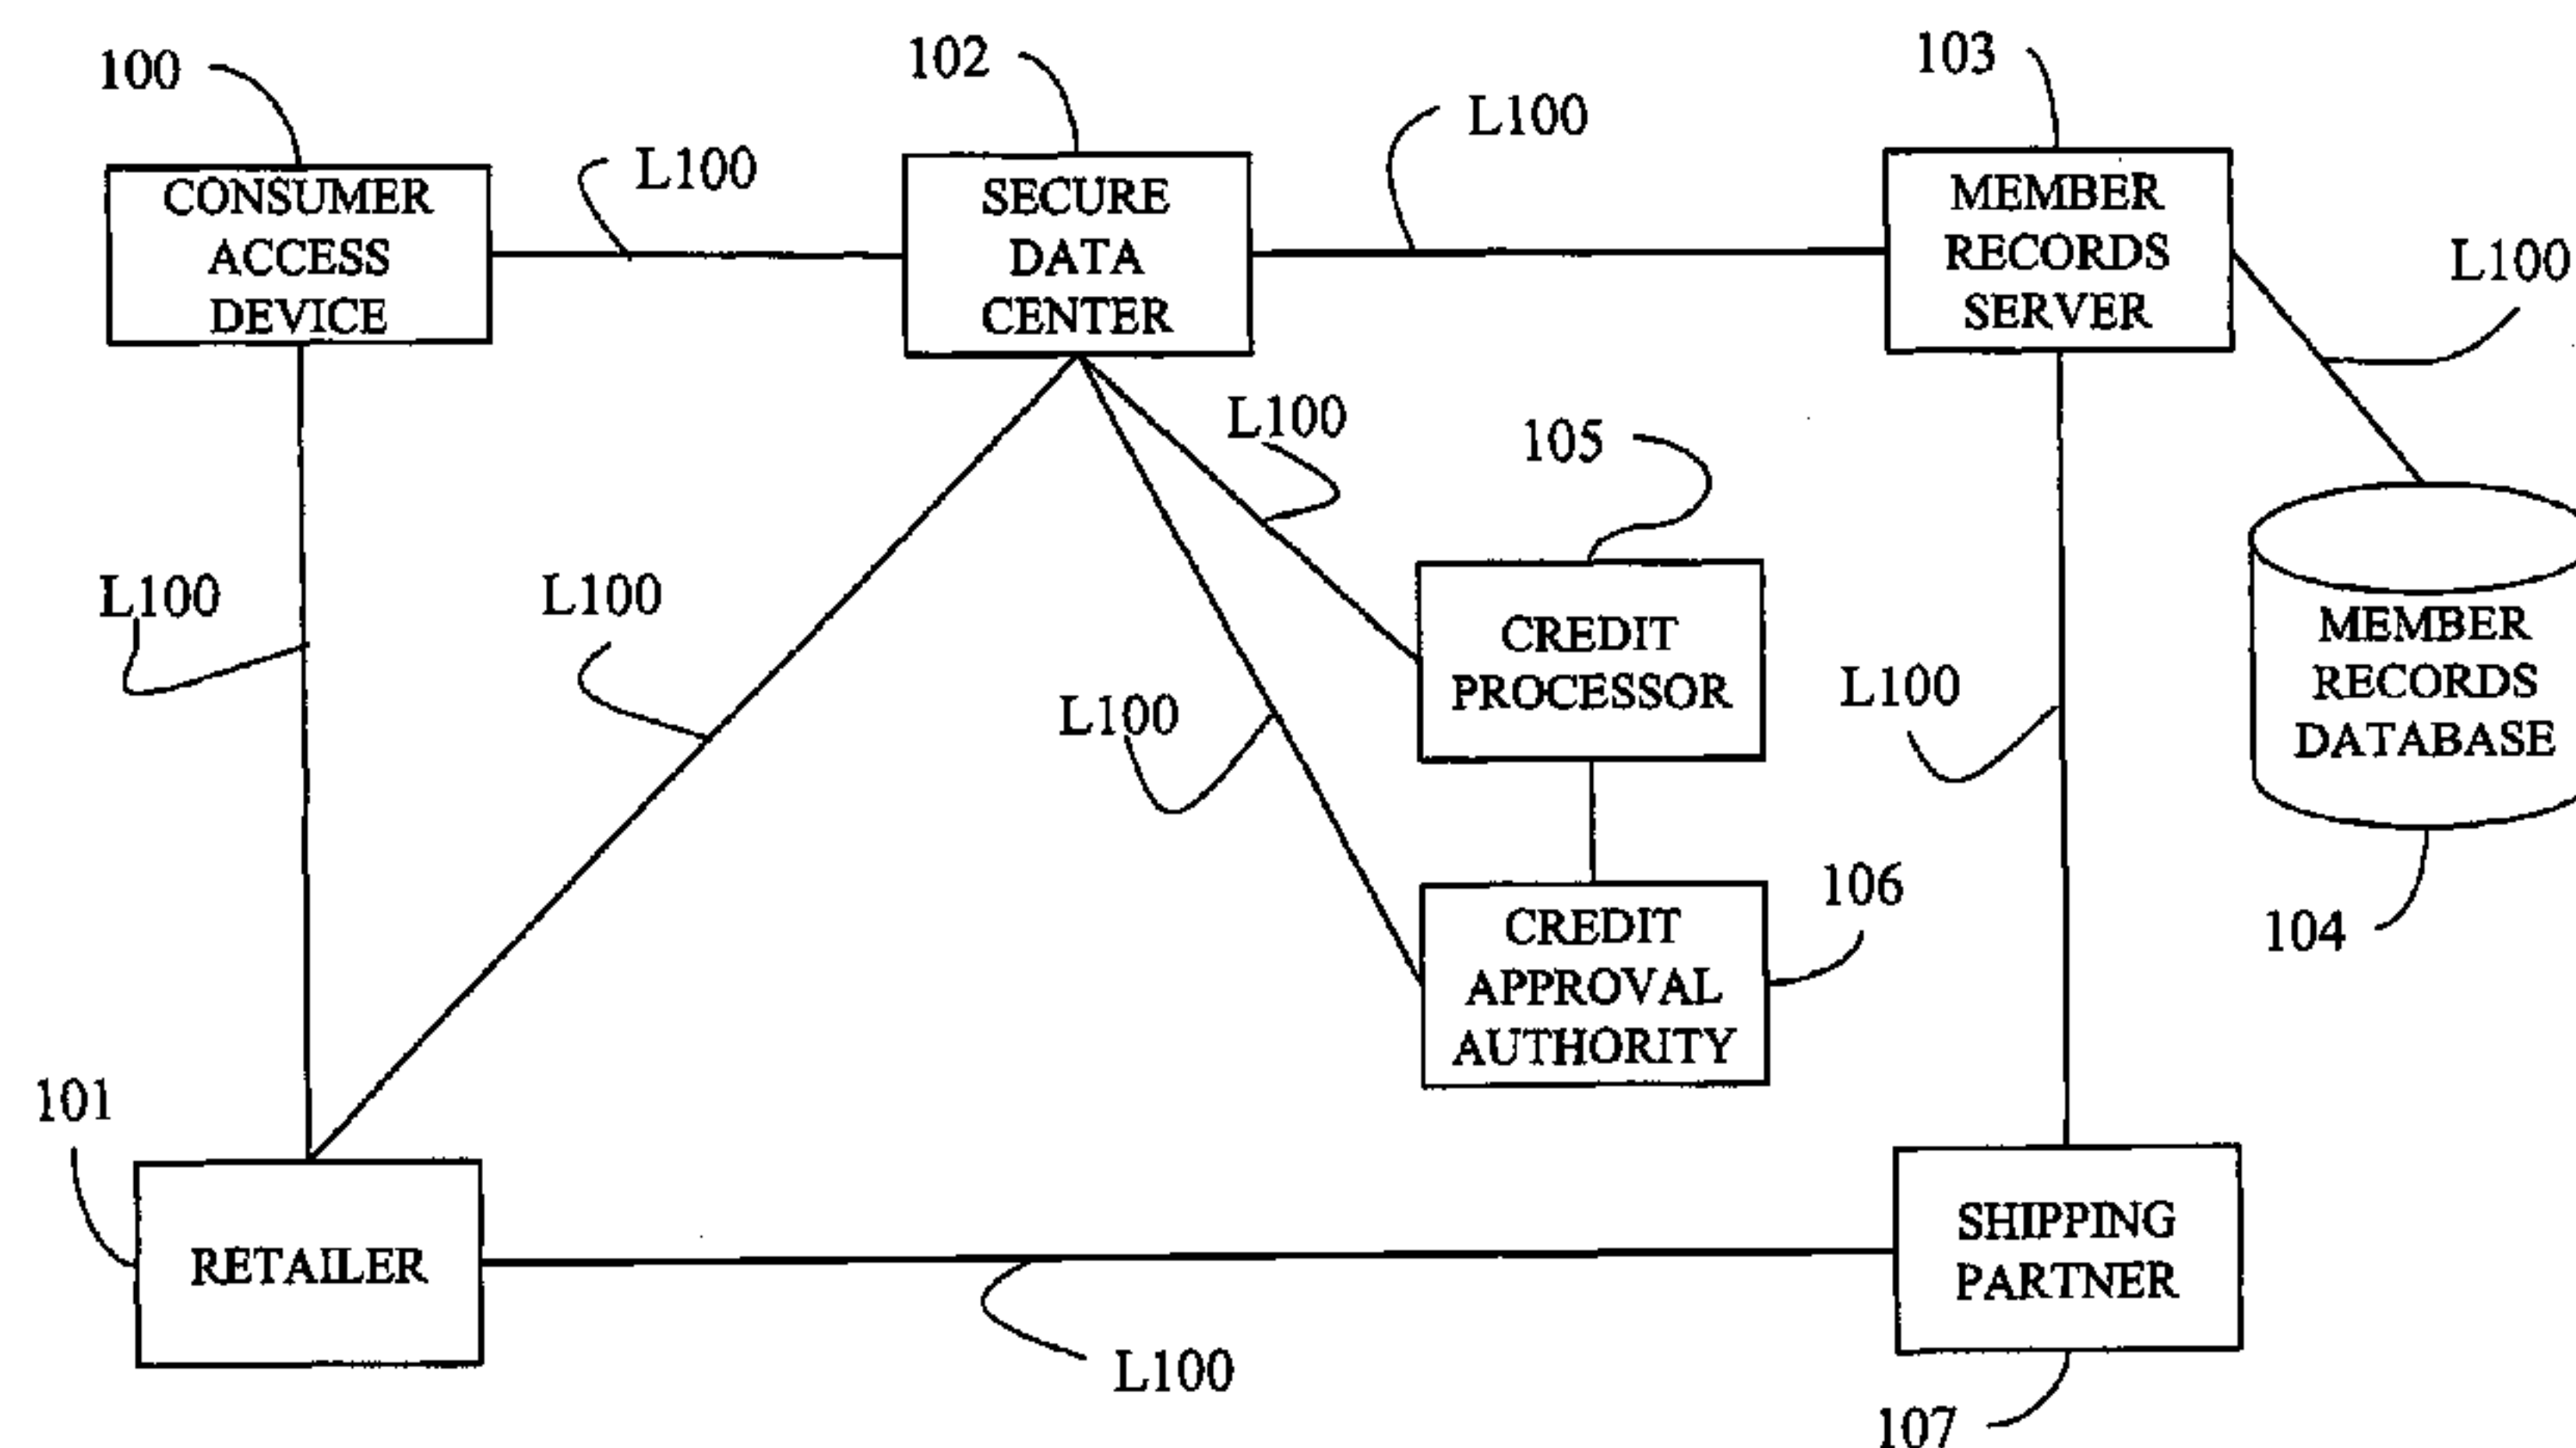 100
102
103
L100
L100
CONSUMER
ACCESS
DEVICE
SECURE
DATA
CENTER
MEMBER
RECORDS
SERVER
L100
L100
105
L100
L100
CREDIT
PROCESSOR
L100
L100
MEMBER
RECORDS
DATABASE
106
104
CREDIT
APPROVAL
AUTHORITY
101
RETAILER
SHIPPING
PARTNER
L100
107